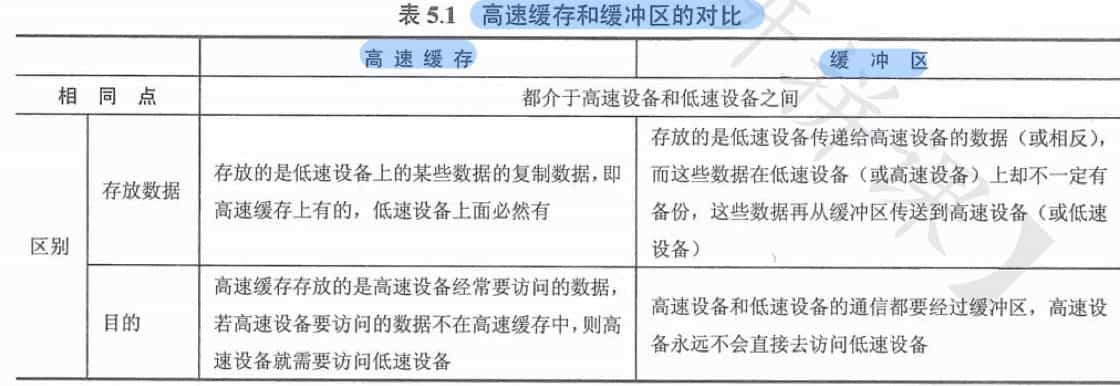 表 5.1 高速缓存和缓冲区的对比
高速缓存 缓冲区
相同点 都介于高速设备和低速设备之间
区别
存放数据
存放的是低速设备上的某些数据的复制数据,即
高速缓存上有的，低速设备上面必然有
存放的是低速设备传递给高速设备的数据（或相反），
而这些数据在低速设备（或高速设备）上却不一定有
备份，这些数据再从缓冲区传送到高速设备（或低速
设备）
目的
高速缓存存放的是高速设备经常要访问的数据，
若高速设备要访问的数据不在高速缓存中，则高
速设备就需要访问低速设备
高速设备和低速设备的通信都要经过缓冲区，高速设
备永远不会直接去访问低速设备